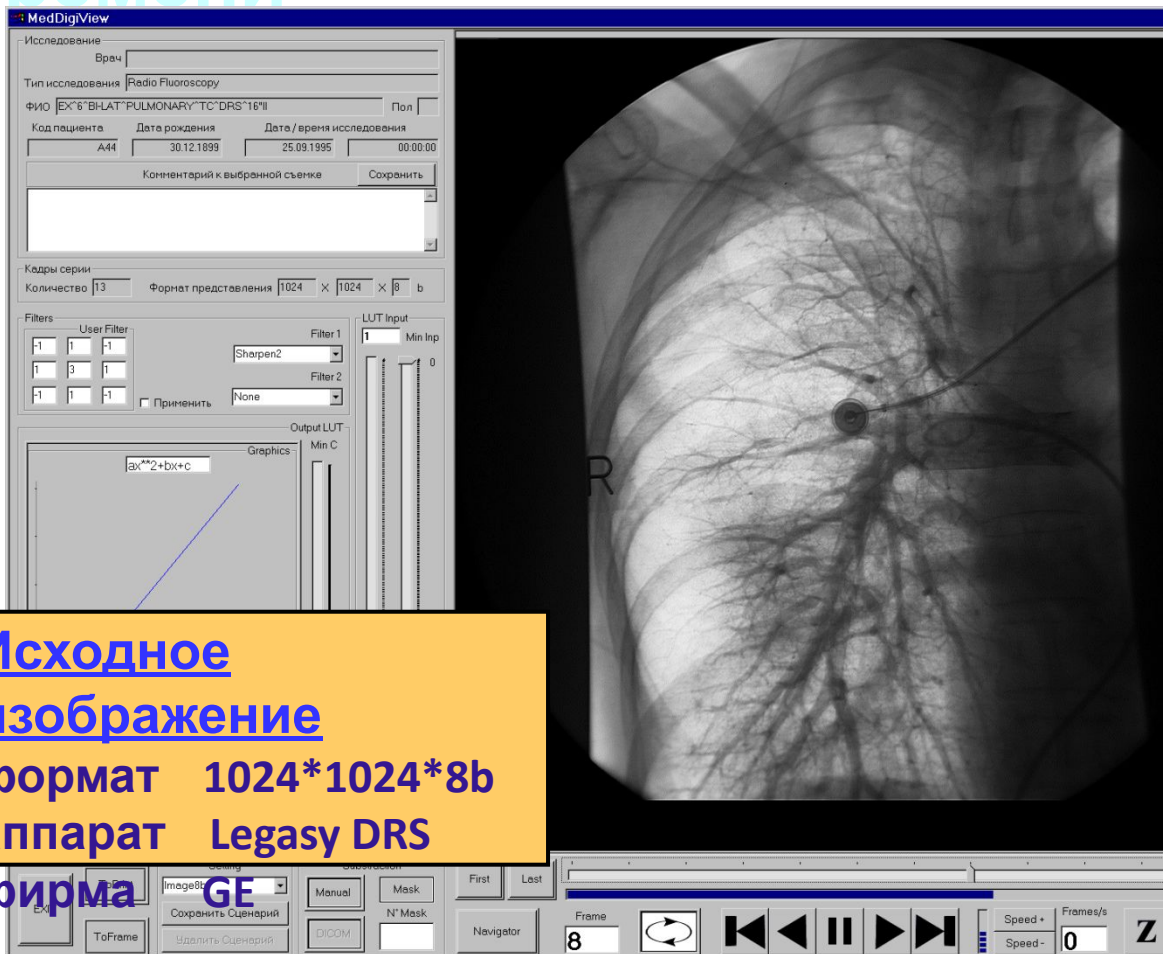 MedDigiView
Исследование
Врач
Тип исследования Radio Fluoroscopy
ФИО EX^6^BI-LAT^PULMONARY^TC^DRS^16"II Пол
Код пациента Дата рождения Дата / время исследования
A44 30.12.1899 25.09.1995 00:00:00
Комментарий к выбранной съемке Сохранить
Кадры серии
Количество 13 Формат представления 1024 X 1024 X 8 b
Filters
User Filter
-1 1 -1
1 3 1
-1 1 -1
Применить
Filter 1
Sharpen2
Filter 2
None
LUT Input
1 Min Inp
0
Output LUT
Graphics
Min C
ax**2+bx+c
R
Исходное
изображение
формат 1024*1024*8b
аппарат Legasy DRS
фирма GE
EXIT
ToFrame
Image8b
Сохранить Сценарий
Удалить Сценарий
Substraction
Manual Mask
DICOM N°Mask
First Last
Navigator
Frame
8
Speed +
Speed -
Frames/s
0
Z